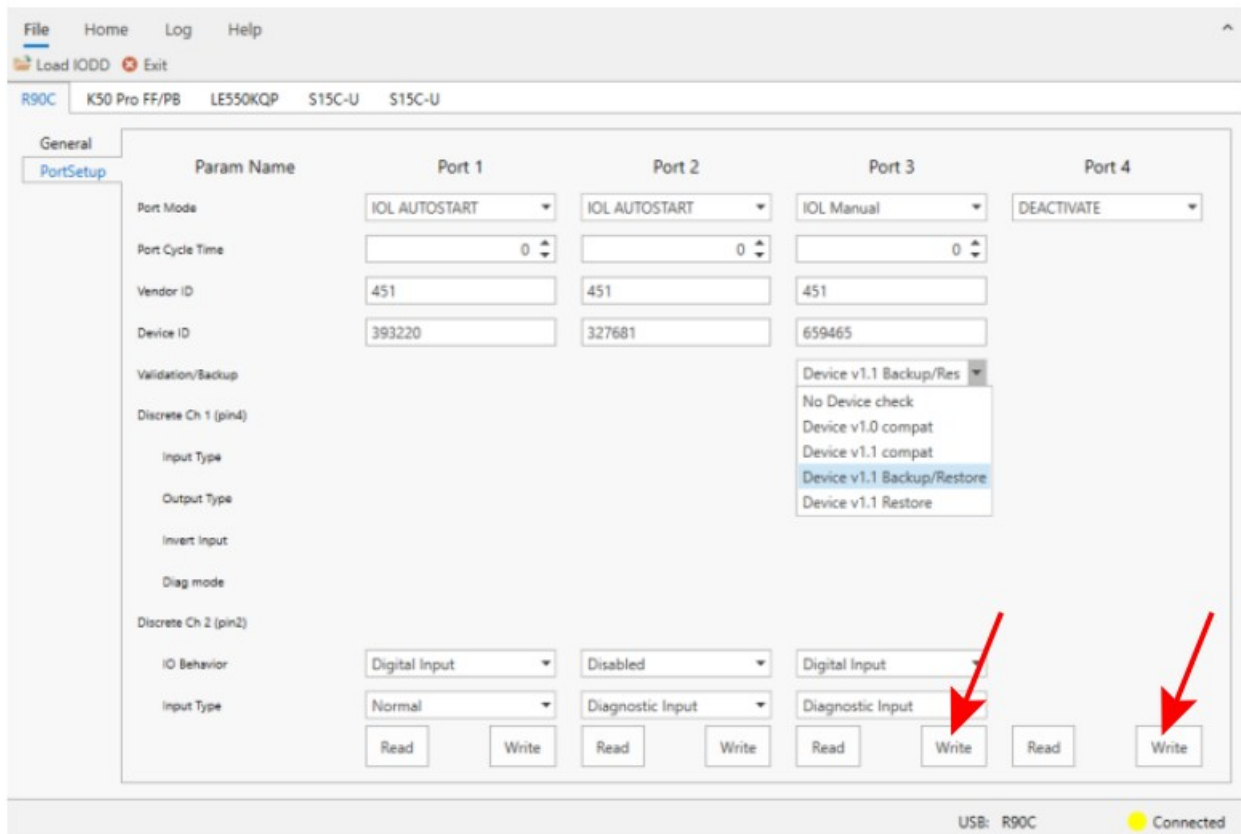 File Home Log Help
Load IODD Exit
R90C K50 Pro FF/PB LE550KQP S15C-U S15C-U
General
PortSetup
Param Name Port 1 Port 2 Port 3 Port 4
Port Mode IOL AUTOSTART IOL AUTOSTART IOL Manual DEACTIVATE
Port Cycle Time 0 0 0
Vendor ID 451 451 451
Device ID 393220 327681 659465
Validation/Backup Device v1.1 Backup/Res
No Device check
Discrete Ch 1 (pin4)
Device v1.0 compat
Input Type Device v1.1 compat
Device v1.1 Backup/Restore
Output Type Device v1.1 Restore
Invert Input
Diag mode
Discrete Ch 2 (pin2)
IO Behavior Digital Input Disabled Digital Input
Input Type Normal Diagnostic Input Diagnostic Input
Read Write Read Write Read Write Read Write
USB: R90C Connected